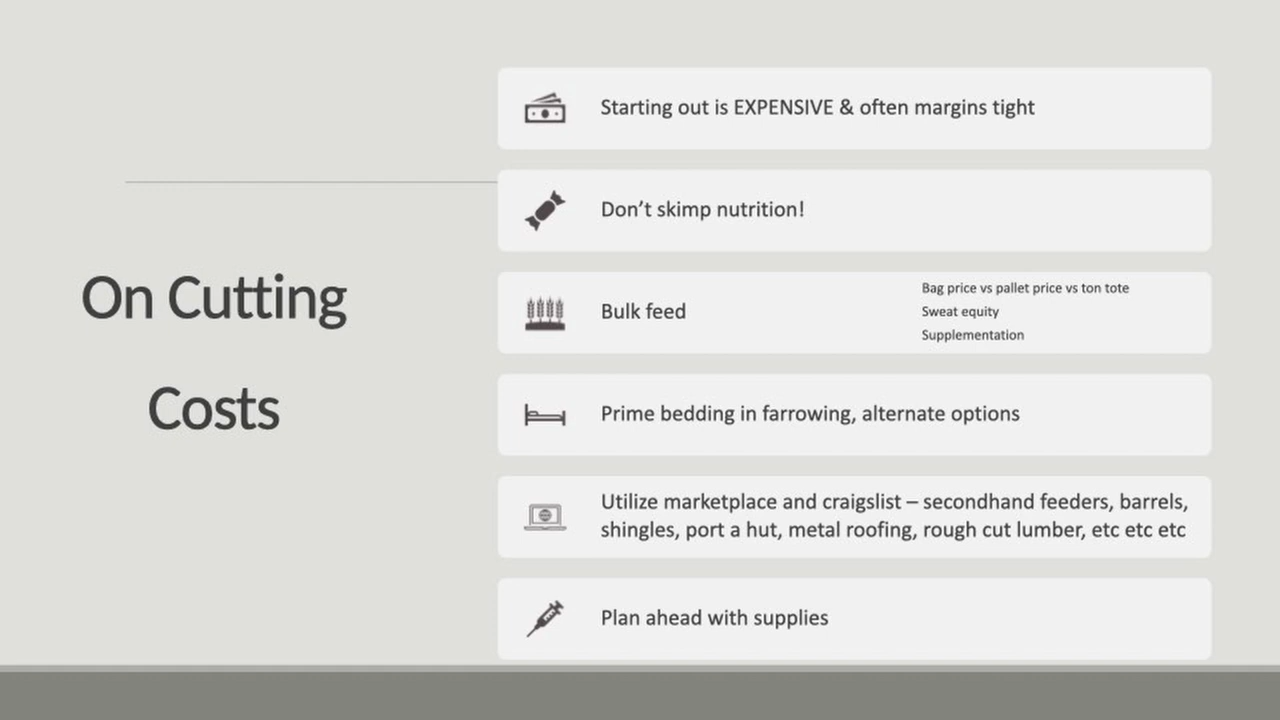 On Cutting
Costs
Starting out is EXPENSIVE & often margins tight
Don’t skimp nutrition!
Bulk feed
Bag price vs pallet price vs ton tote
Sweat equity
Supplementation
Prime bedding in farrowing, alternate options
Utilize marketplace and craigslist – secondhand feeders, barrels,
shingles, port a hut, metal roofing, rough cut lumber, etc etc etc
Plan ahead with supplies